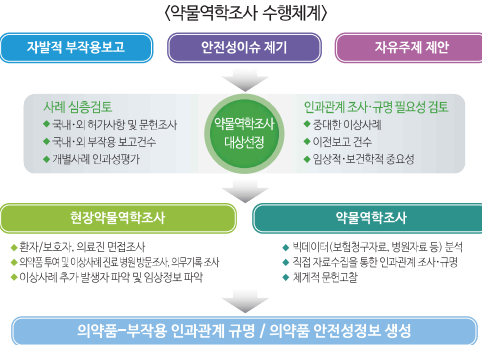 〈약물역학조사 수행체계〉
자발적 부작용보고
안전성이슈 제기
자유주제 제안
사례 심층검토
◆ 국내·외 허가사항 및 문헌조사
◆ 국내·외 부작용 보고건수
◆ 개별사례 인과성평가
약물역학조사
대상성정
인과관계 조사·규명 필요성 검토
◆ 중대한 이상사례
◆ 이전보고 건수
◆ 임상적·보건학적 중요성
현장약물역학조사
◆ 환자/보호자, 의료진 면접조사
◆ 의약품 투여 및 이상사례 진료 병원 방문조사, 의무기록 조사
◆ 이상사례 추가 발생자 파악 및 임상정보 파악
약물역학조사
◆ 빅데이터(보험청구자료, 병원자료 등) 분석
◆ 직접 자료수집을 통한 인과관계 조사·규명
◆ 체계적 문헌고찰
의약품-부작용 인과관계 규명 / 의약품 안전성정보 생성